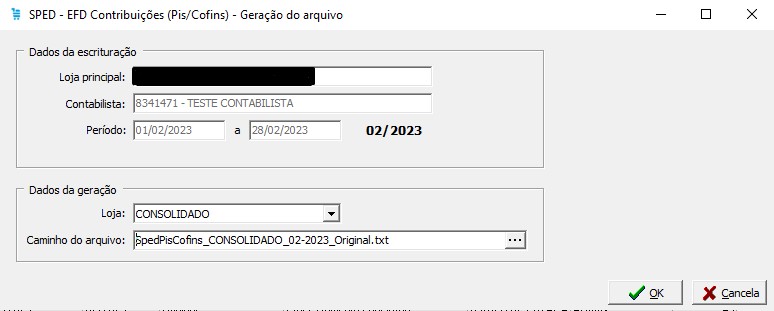 SPED - EFD Contribuições (Pis/Cofins) - Geração do arquivo
Dados da escrituração
Loja principal:
Contabilista: 8341471 - TESTE CONTABILISTA
Período: 01/02/2023 a 28/02/2023 02/2023
Dados da geração
Loja: CONSOLIDADO
Caminho do arquivo: SpedPisCofins_CONSOLIDADO_02-2023_Original.txt ...
OK Cancela